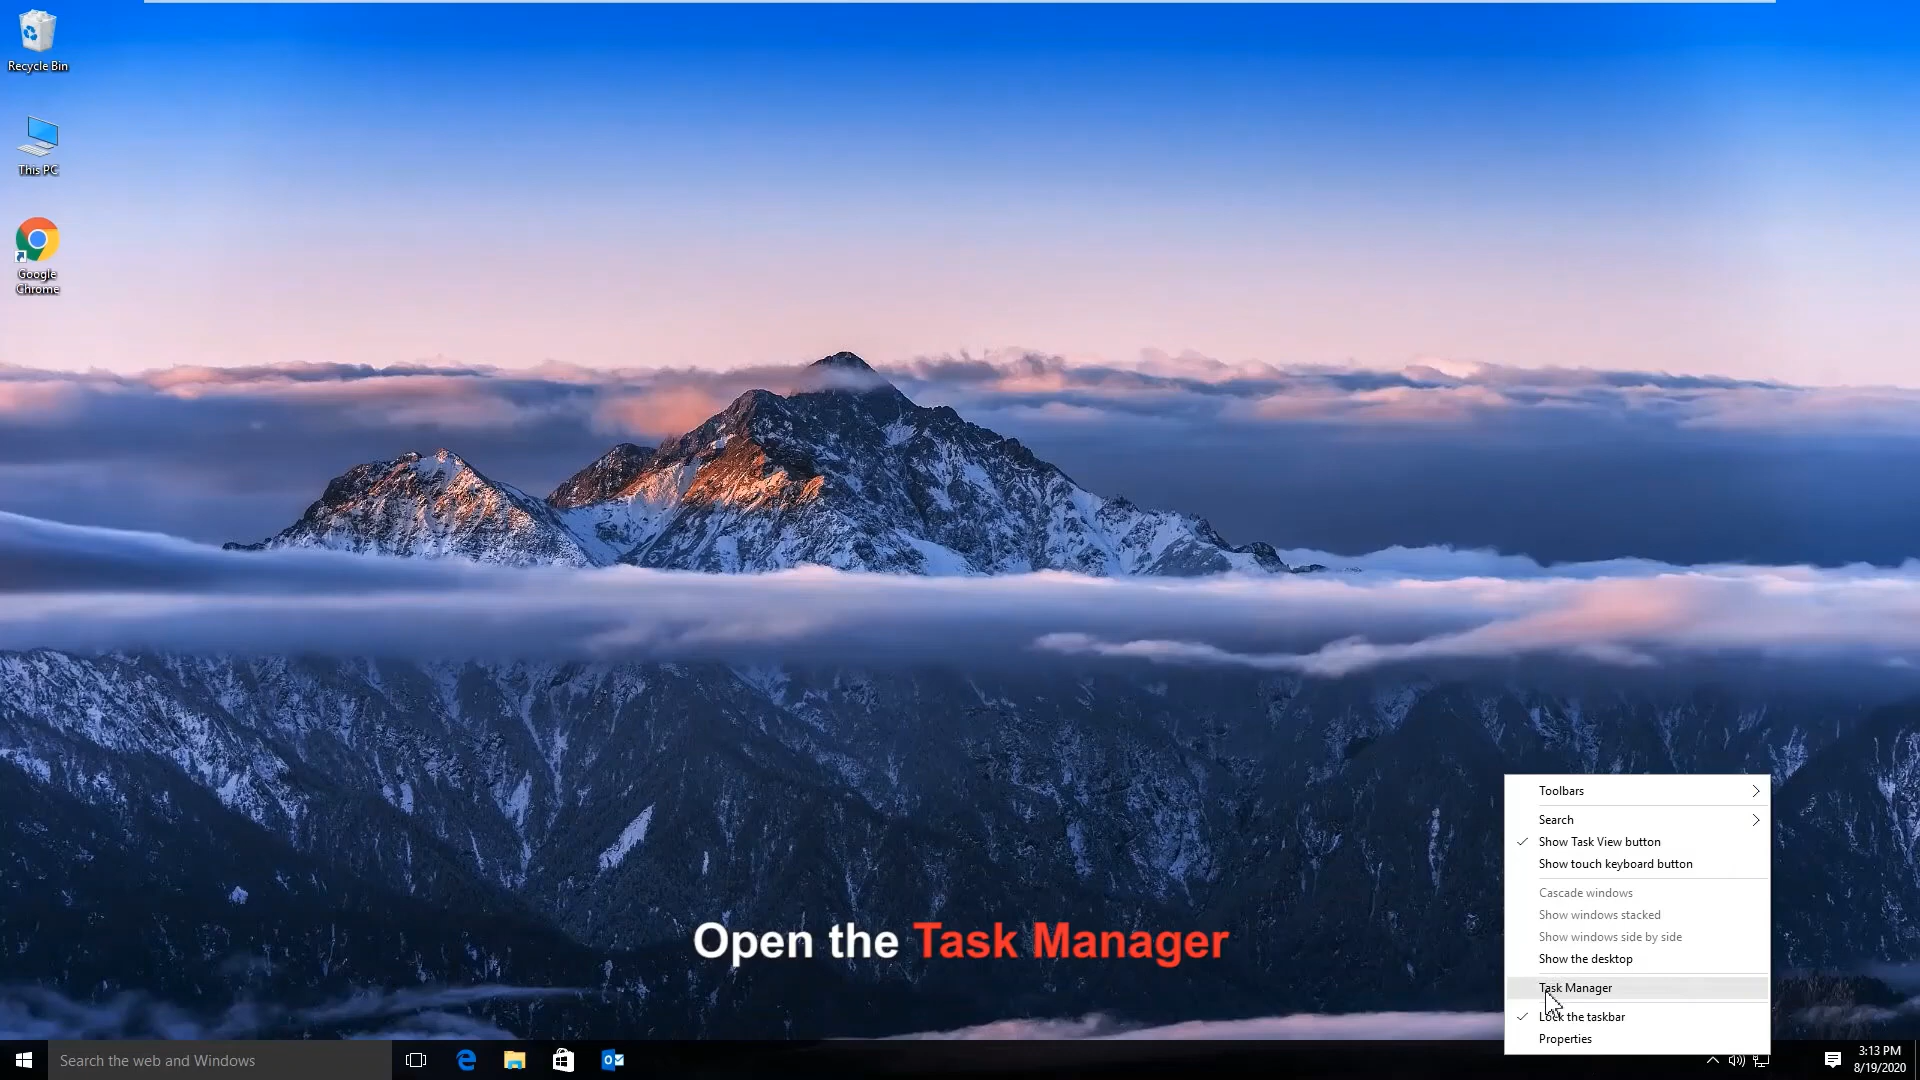 Recycle Bin
This PC
Google
Chrome
Toolbars
Search
Show Task View button
Show touch keyboard button
Cascade windows
Show windows stacked
Show windows side by side
Show the desktop
Task Manager
Lock the taskbar
Properties
Open the Task Manager
Search the web and Windows
3:13 PM
8/19/2020